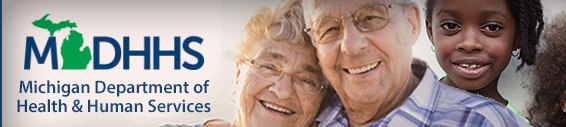 MDHHS
Michigan Department of
Health & Human Services